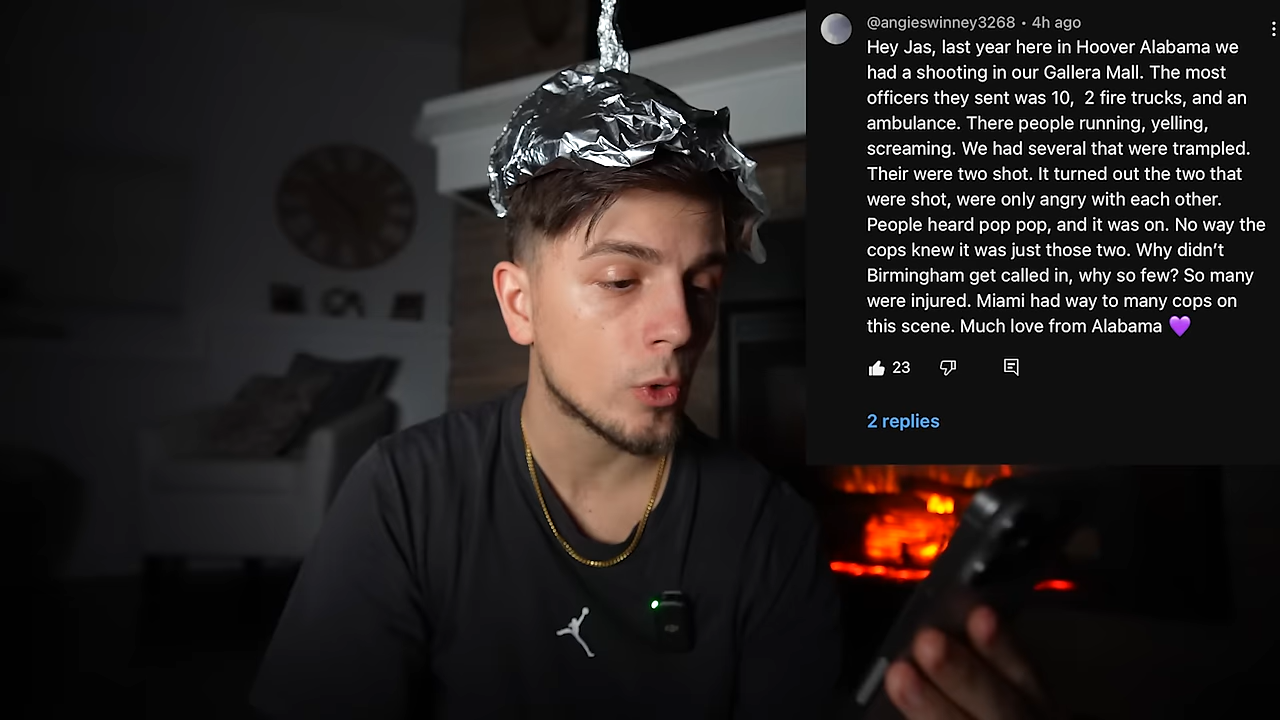 @angieswinney3268 • 4h ago
Hey Jas, last year here in Hoover Alabama we
had a shooting in our Gallera Mall. The most
officers they sent was 10,  2 fire trucks, and an
ambulance. There people running, yelling,
screaming. We had several that were trampled.
Their were two shot. It turned out the two that
were shot, were only angry with each other.
People heard pop pop, and it was on. No way the
cops knew it was just those two. Why didn’t
Birmingham get called in, why so few? So many
were injured. Miami had way to many cops on
this scene. Much love from Alabama 💜
23
2 replies
dji